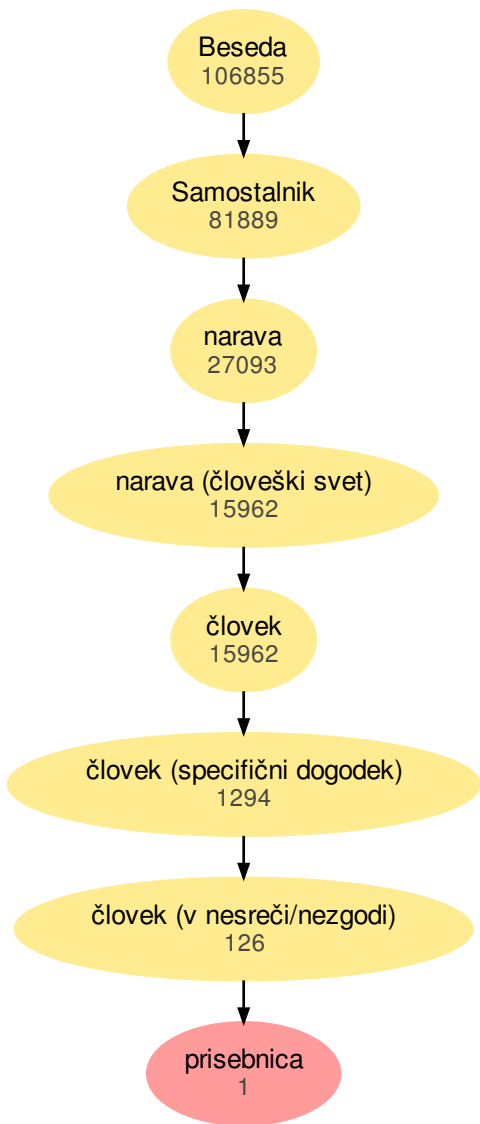 Beseda
106855
Samostalnik
81889
narava
27093
narava (človeški svet)
15962
človek
15962
človek (specifični dogodek)
1294
človek (v nesreči/nezgodi)
126
prisebnica
1